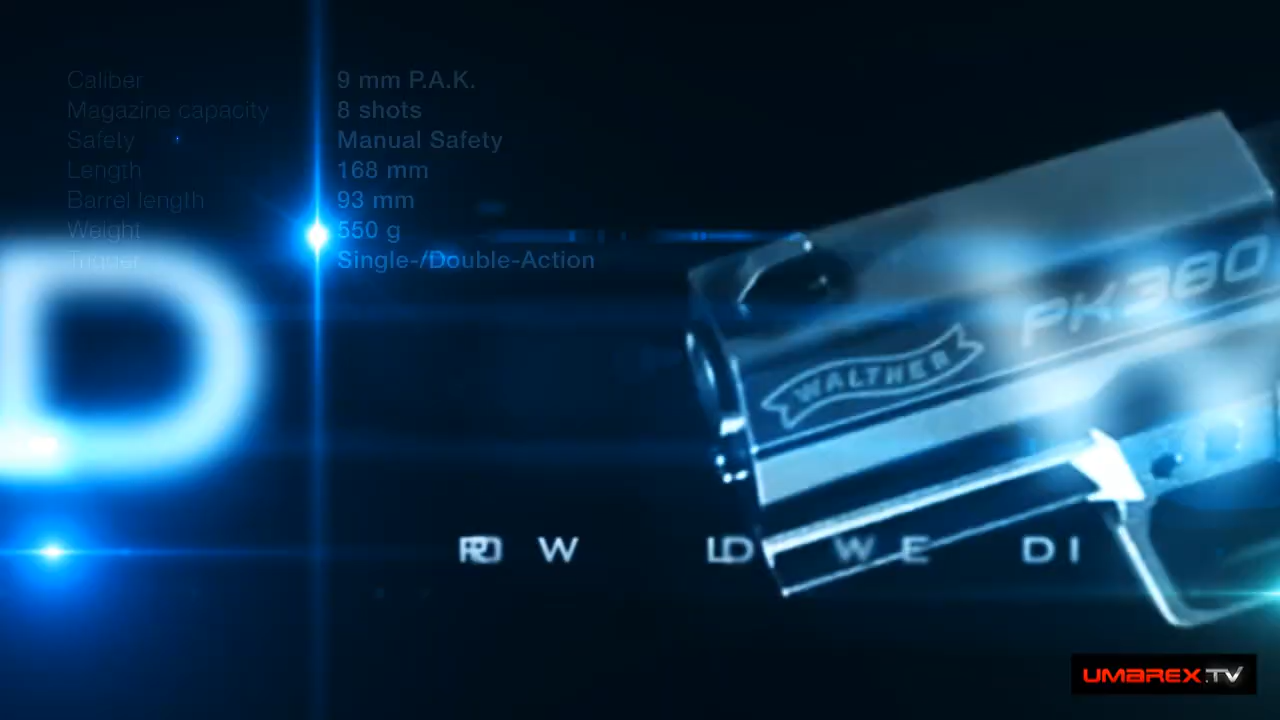 Caliber 9 mm P.A.K.
Magazine capacity 8 shots
Safety Manual Safety
Length 168 mm
Barrel length 93 mm
Weight 550 g
Trigger Single-/Double-Action
D
WALTHER
PK380
UMAREX.TV